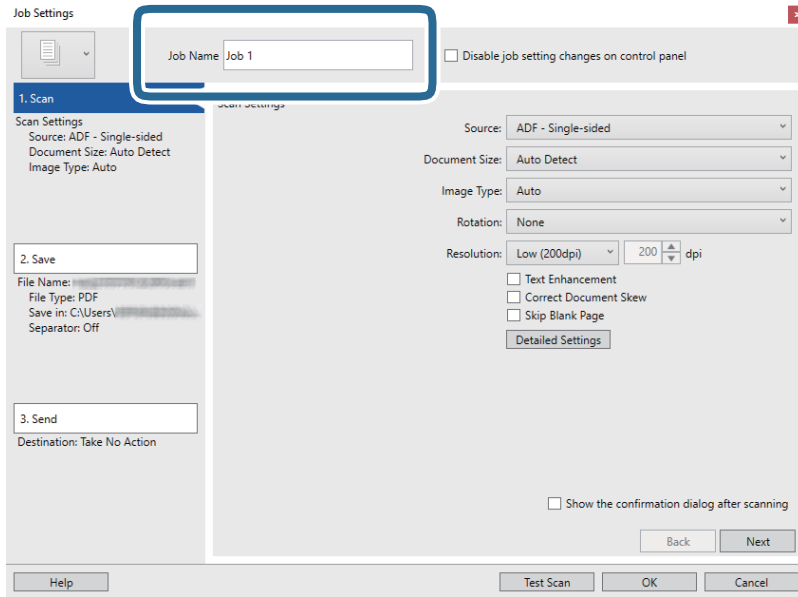 Job Settings
Job Name Job 1
Disable job setting changes on control panel
1. Scan
Scan Settings
Source: ADF - Single-sided
Document Size: Auto Detect
Image Type: Auto
2. Save
File Name:
File Type: PDF
Save in: C:\Users\
Separator: Off
3. Send
Destination: Take No Action
Scan Settings
Source: ADF - Single-sided
Document Size: Auto Detect
Image Type: Auto
Rotation: None
Resolution: Low (200dpi) 200 dpi
Text Enhancement
Correct Document Skew
Skip Blank Page
Detailed Settings
Show the confirmation dialog after scanning
Back Next
Help Test Scan OK Cancel